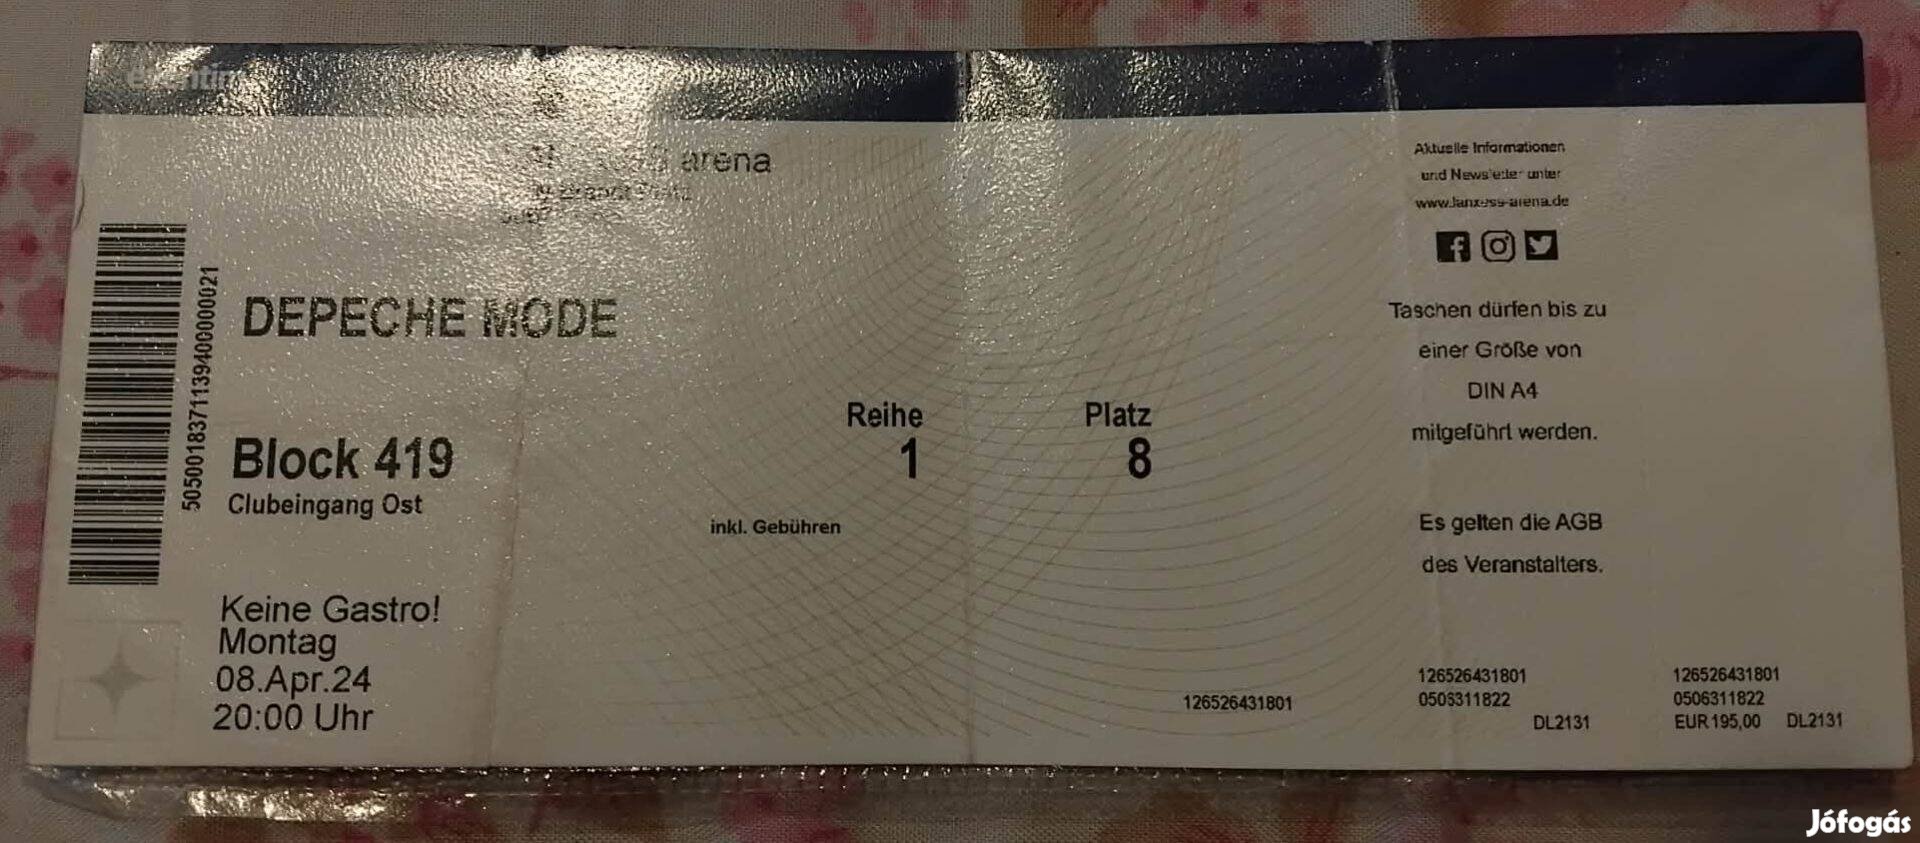 eventim
arena
DEPECHE MODE
50500183711394000000021
Block 419
Clubeingang Ost
Reihe
1
Platz
8
inkl. Gebühren
Keine Gastro!
Montag
08.Apr.24
20:00 Uhr
126526431801
Aktuelle Informationen
und Newsletter unter
www.lanxess-arena.de
Taschen dürfen bis zu
einer Größe von
DIN A4
mitgeführt werden.
Es gelten die AGB
des Veranstalters.
126526431801
0506311822
DL2131
126526431801
0506311822
EUR 195,00 DL2131
Jófogás